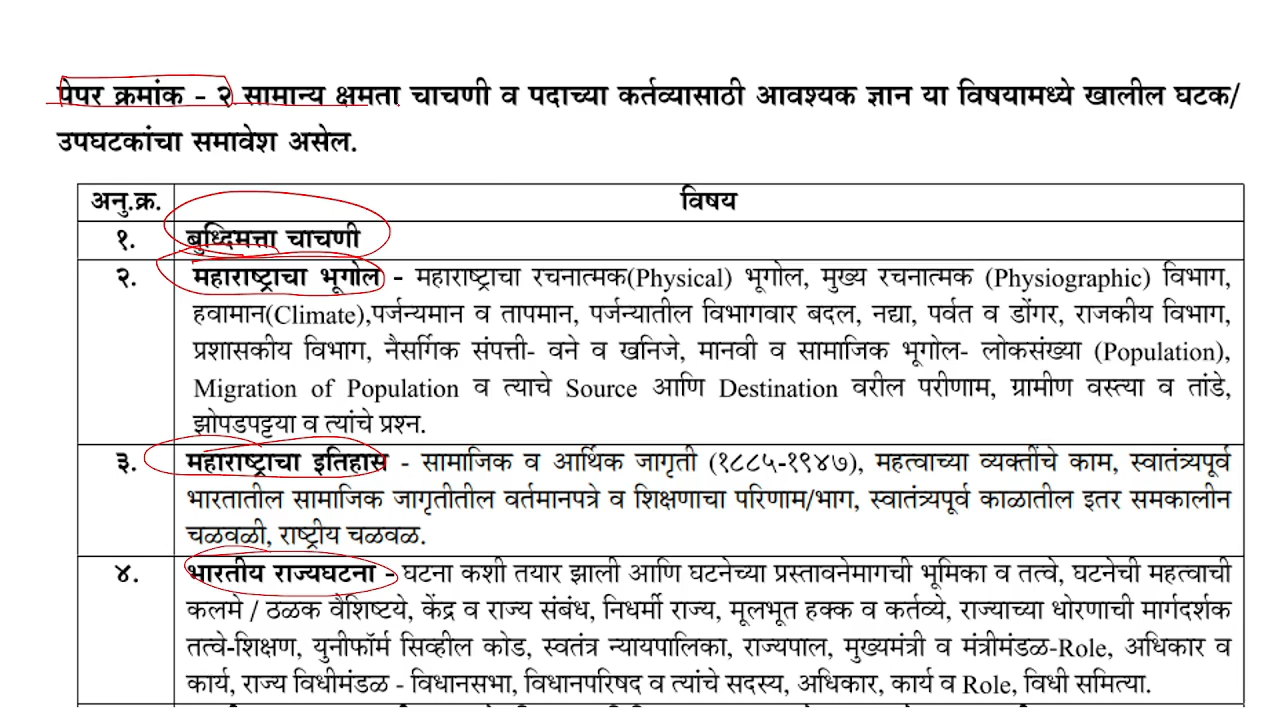 पेपर क्रमांक - २ सामान्य क्षमता चाचणी व पदाच्या कर्तव्यासाठी आवश्यक ज्ञान या विषयामध्ये खालील घटक/
उपघटकांचा समावेश असेल.
अनु.क्र. विषय
१. बुध्दिमत्ता चाचणी
२. महाराष्ट्राचा भूगोल - महाराष्ट्राचा रचनात्मक(Physical) भूगोल, मुख्य रचनात्मक (Physiographic) विभाग,
हवामान(Climate),पर्जन्यमान व तापमान, पर्जन्यातील विभागवार बदल, नद्या, पर्वत व डोंगर, राजकीय विभाग,
प्रशासकीय विभाग, नैसर्गिक संपत्ती- वने व खनिजे, मानवी व सामाजिक भूगोल- लोकसंख्या (Population),
Migration of Population व त्याचे Source आणि Destination वरील परीणाम, ग्रामीण वस्त्या व तांडे,
झोपडपट्टया व त्यांचे प्रश्न.
३. महाराष्ट्राचा इतिहास - सामाजिक व आर्थिक जागृती (१८८५-१९४७), महत्वाच्या व्यक्तींचे काम, स्वातंत्र्यपूर्व
भारतातील सामाजिक जागृतीतील वर्तमानपत्रे व शिक्षणाचा परिणाम/भाग, स्वातंत्र्यपूर्व काळातील इतर समकालीन
चळवळी, राष्ट्रीय चळवळ.
४. भारतीय राज्यघटना - घटना कशी तयार झाली आणि घटनेच्या प्रस्तावनेमागची भूमिका व तत्वे, घटनेची महत्वाची
कलमे / ठळक वैशिष्टये, केंद्र व राज्य संबंध, निधर्मी राज्य, मूलभूत हक्क व कर्तव्ये, राज्याच्या धोरणाची मार्गदर्शक
तत्वे-शिक्षण, युनीफॉर्म सिव्हील कोड, स्वतंत्र न्यायपालिका, राज्यपाल, मुख्यमंत्री व मंत्रीमंडळ-Role, अधिकार व
कार्य, राज्य विधीमंडळ - विधानसभा, विधानपरिषद व त्यांचे सदस्य, अधिकार, कार्य व Role, विधी समित्या.